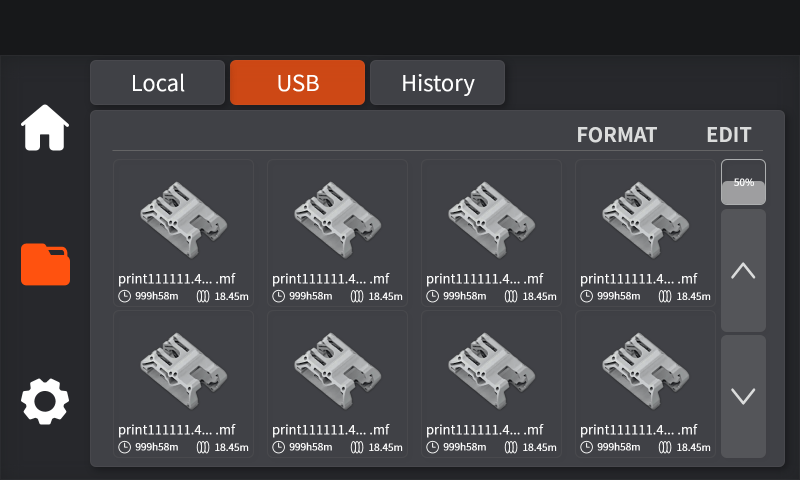 Local USB History
FORMAT EDIT
50%
print111111.4... .mf print111111.4... .mf print111111.4... .mf print111111.4... .mf
999h58m 18.45m 999h58m 18.45m 999h58m 18.45m 999h58m 18.45m
print111111.4... .mf print111111.4... .mf print111111.4... .mf print111111.4... .mf
999h58m 18.45m 999h58m 18.45m 999h58m 18.45m 999h58m 18.45m